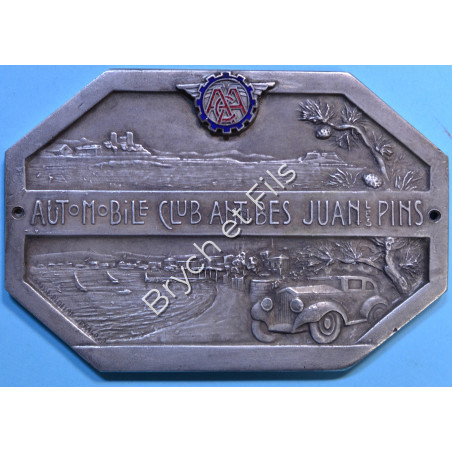 AUTOMOBILE CLUB ANTIBES JUAN LES PINS
Brych et Fils